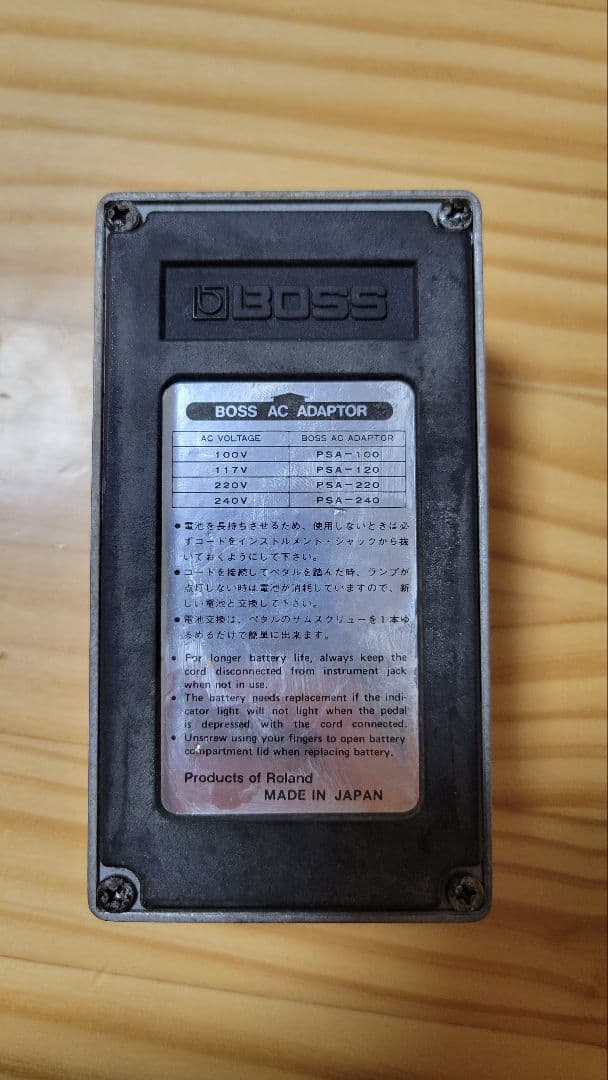 BOSS
BOSS AC ADAPTOR
AC VOLTAGE BOSS AC ADAPTOR
100V PSA-100
117V PSA-120
220V PSA-220
240V PSA-240
●電池を長持ちさせるため、使用しないときは必
ずコードをインストルメント・ジャックから抜
いておくようにして下さい。
●コードを接続してペタルを踏んだ時、ランプが
点灯しない時は電池が消耗していますので、新
しい電池と交換して下さい。
●電池交換は、ペタルのサムスクリューを1本ゆ
るめるだけで簡単に出来ます。
● For longer battery life, always keep the
cord disconnected from instrument jack
when not in use.
● The battery needs replacement if the indi-
cator light will not light when the pedal
is depressed with the cord connected.
● Unscrew using your fingers to open battery
compartment lid when replacing battery.
Products of Roland
MADE IN JAPAN